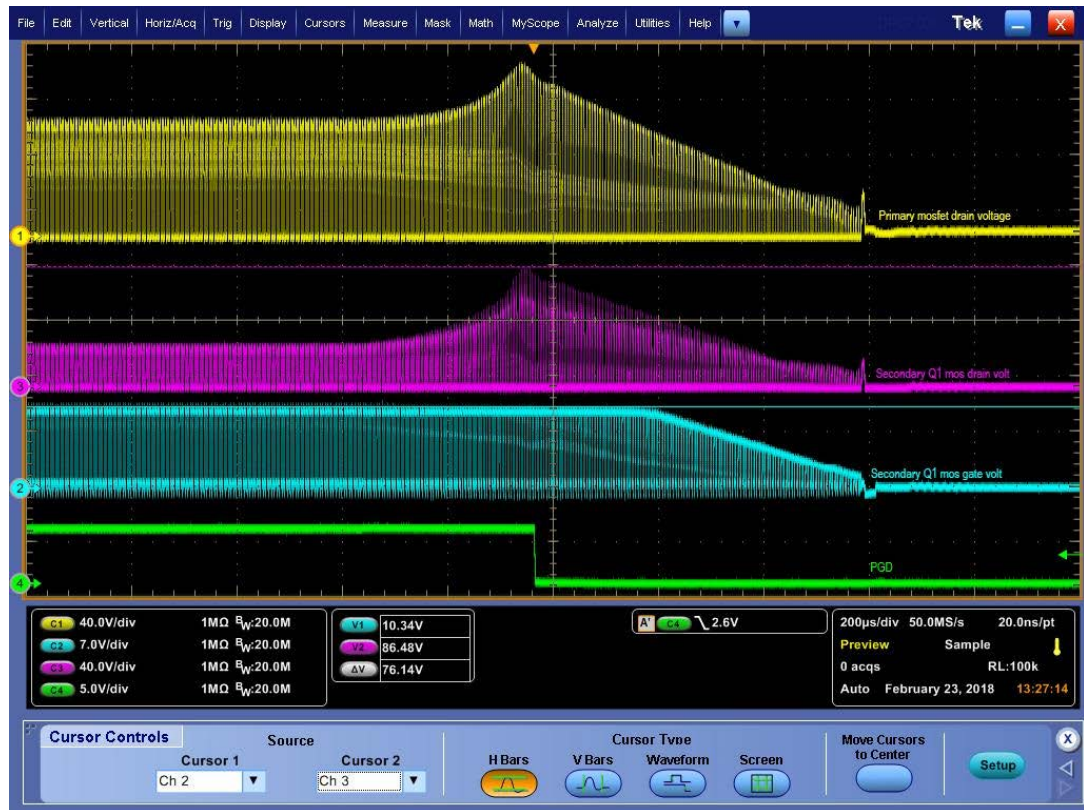 File Edit Vertical Horiz/Acq Trig Display Cursors Measure Mask Math MyScope Analyze Utilities Help Tek X
1 Primary mosfet drain voltage
3 Secondary Q1 mos drain volt
2 Secondary Q1 mos gate volt
PGD
4
C1 40.0V/div 1MΩ BW:20.0M
C2 7.0V/div 1MΩ BW:20.0M
C3 40.0V/div 1MΩ BW:20.0M
C4 5.0V/div 1MΩ BW:20.0M
V1 10.34V
V2 86.48V
ΔV 76.14V
A' C4 2.6V
200µs/div 50.0MS/s 20.0ns/pt
Preview Sample
0 acqs RL:100k
Auto February 23, 2018 13:27:14
Cursor Controls
Source
Cursor 1 Cursor 2
Ch 2 Ch 3
Cursor Type
H Bars V Bars Waveform Screen
Move Cursors
to Center
Setup
X